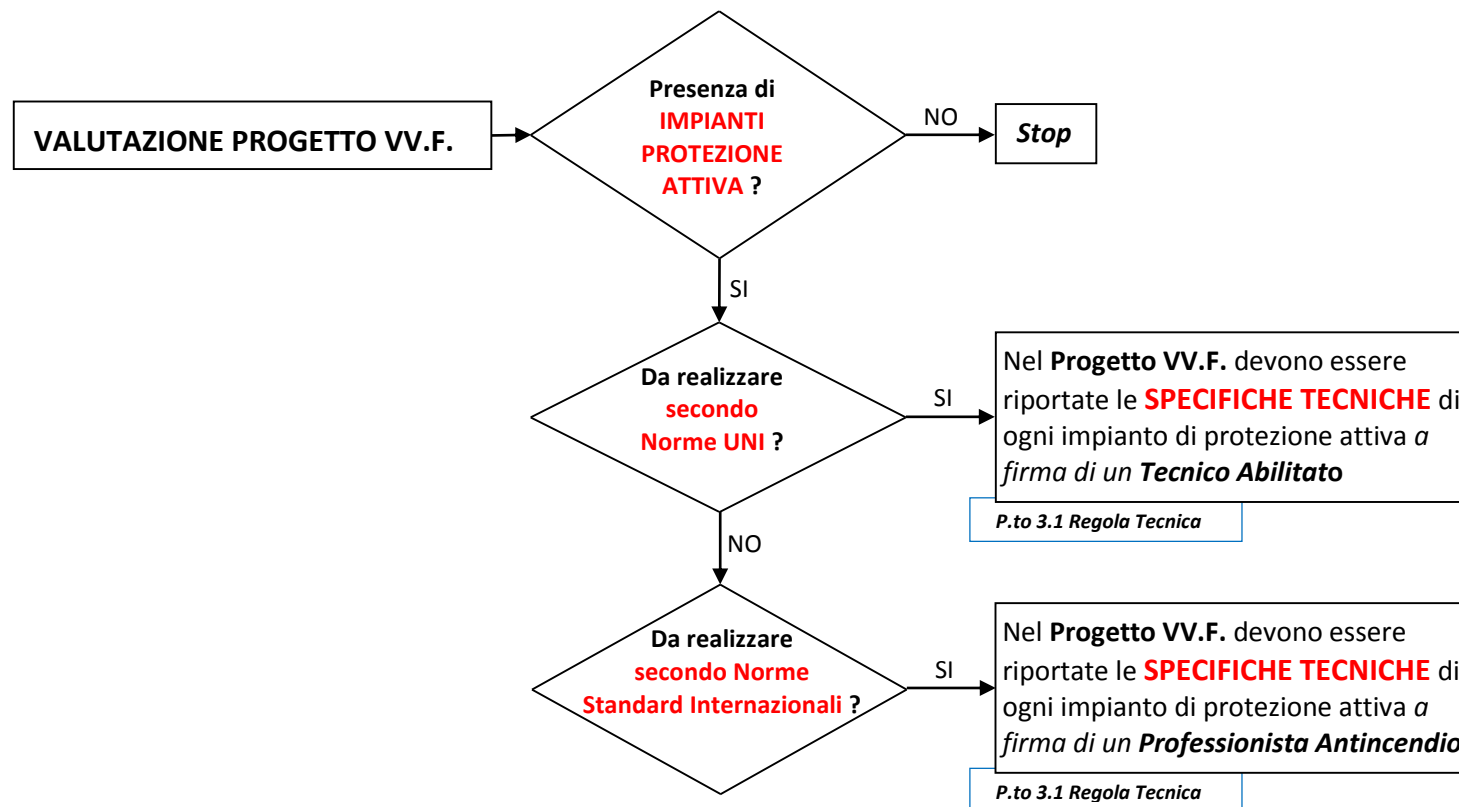 VALUTAZIONE PROGETTO VV.F.
Presenza di
IMPIANTI
PROTEZIONE
ATTIVA ?
NO
Stop
SI
Da realizzare
secondo
Norme UNI ?
SI
Nel Progetto VV.F. devono essere
riportate le SPECIFICHE TECNICHE di
ogni impianto di protezione attiva a
firma di un Tecnico Abilitato
P.to 3.1 Regola Tecnica
NO
Da realizzare
secondo Norme
Standard Internazionali ?
SI
Nel Progetto VV.F. devono essere
riportate le SPECIFICHE TECNICHE di
ogni impianto di protezione attiva a
firma di un Professionista Antincendio
P.to 3.1 Regola Tecnica